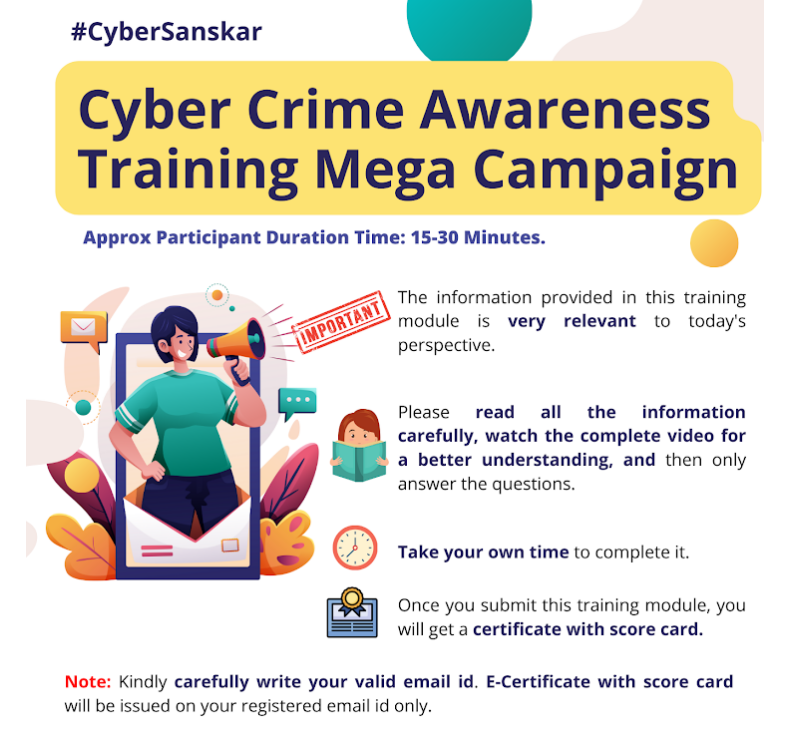 #CyberSanskar
Cyber Crime Awareness
Training Mega Campaign
Approx Participant Duration Time: 15-30 Minutes.
IMPORTANT
The information provided in this training
module is very relevant to today's
perspective.
Please read all the information
carefully, watch the complete video for
a better understanding, and then only
answer the questions.
Take your own time to complete it.
Once you submit this training module, you
will get a certificate with score card.
Note: Kindly carefully write your valid email id. E-Certificate with score card
will be issued on your registered email id only.